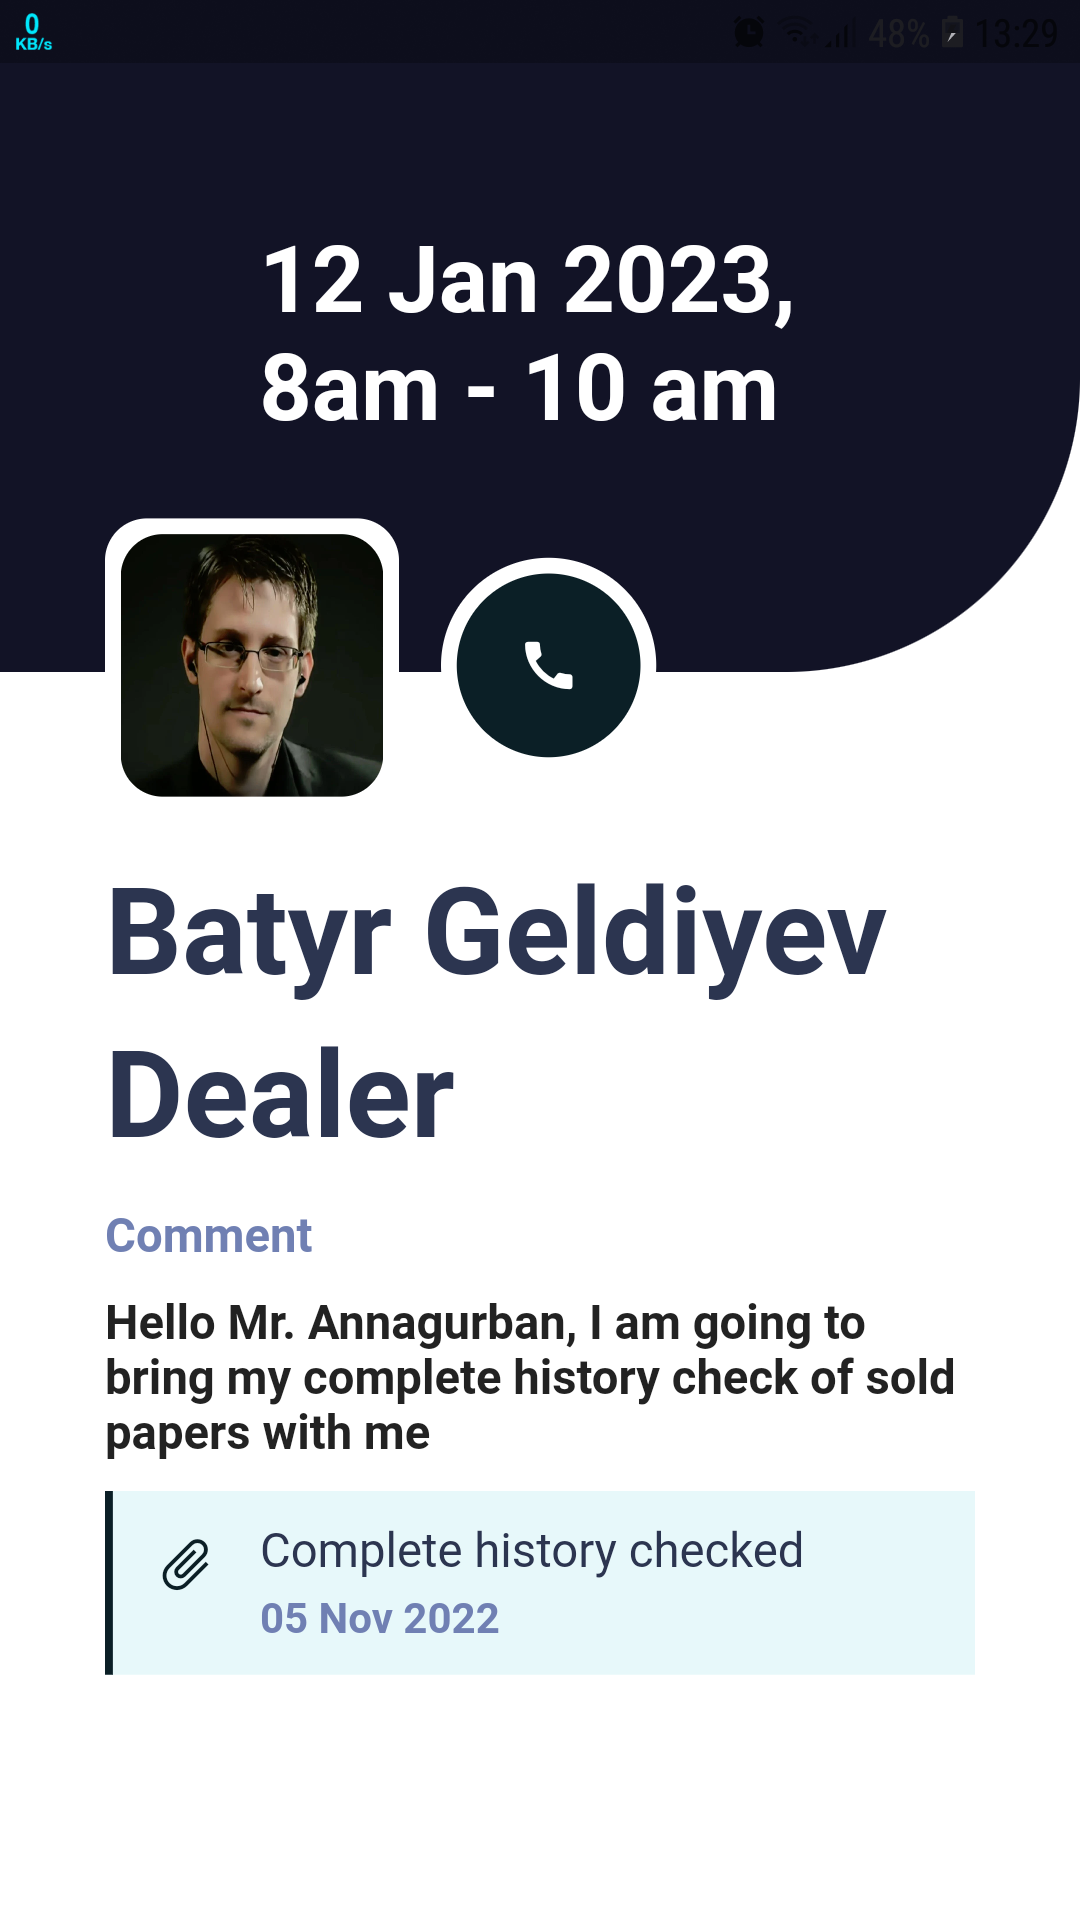 0
KB/s
48%
13:29
12 Jan 2023,
8am - 10 am
Batyr Geldiyev
Dealer
Comment
Hello Mr. Annagurban, I am going to
bring my complete history check of sold
papers with me
Complete history checked
05 Nov 2022